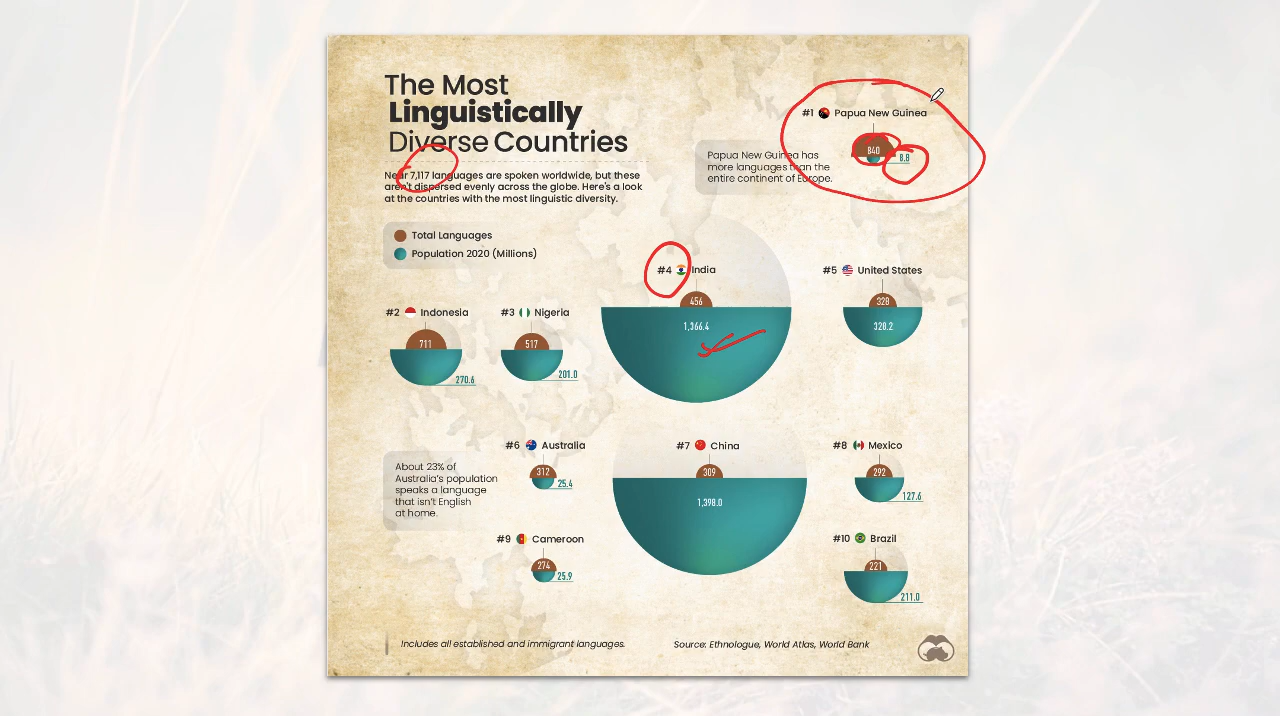 The Most
Linguistically
Diverse Countries
Near 7,117 languages are spoken worldwide, but these
aren't dispersed evenly across the globe. Here's a look
at the countries with the most linguistic diversity.
Total Languages
Population 2020 (Millions)
#1 Papua New Guinea
840
8.8
Papua New Guinea has
more languages than the
entire continent of Europe.
#2 Indonesia
711
270.6
#3 Nigeria
517
201.0
#4 India
456
1,366.4
#5 United States
328
328.2
#6 Australia
312
25.4
About 23% of
Australia's population
speaks a language
that isn't English
at home.
#7 China
309
1,398.0
#8 Mexico
292
127.6
#9 Cameroon
274
25.9
#10 Brazil
221
211.0
Includes all established and immigrant languages.
Source: Ethnologue, World Atlas, World Bank